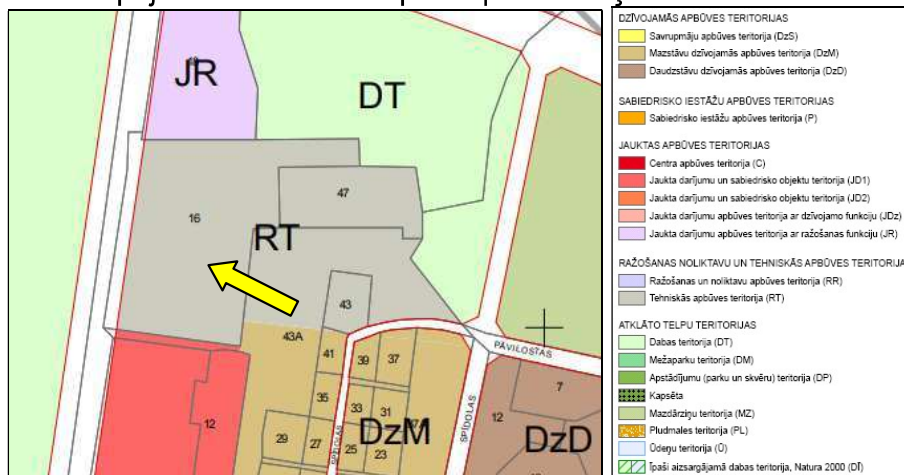 JR
DT
47
16
RT
43
43A
41
39
37
PĀVILOSTAS
35
33
31
7
12
12
29
27
25
23
DzM
DzD
SPĪDOLAS
SPĪDOLAS
DZĪVOJAMĀS APBŪVES TERITORIJAS
Savrupmāju apbūves teritorija (DzS)
Mazstāvu dzīvojamās apbūves teritorija (DzM)
Daudzstāvu dzīvojamās apbūves teritorija (DzD)
SABIEDRISKO IESTĀŽU APBŪVES TERITORIJAS
Sabiedrisko iestāžu apbūves teritorija (P)
JAUKTAS APBŪVES TERITORIJAS
Centra apbūves teritorija (C)
Jaukta darījumu un sabiedrisko objektu teritorija (JD1)
Jaukta darījumu un sabiedrisko objektu teritorija (JD2)
Jaukta darījumu apbūves teritorija ar dzīvojamo funkciju (JDz)
Jaukta darījumu apbūves teritorija ar ražošanas funkciju (JR)
RAŽOŠANAS NOLIKTAVU UN TEHNISKĀS APBŪVES TERITORIJA
Ražošanas un noliktavu apbūves teritorija (RR)
Tehniskās apbūves teritorija (RT)
ATKLĀTO TELPU TERITORIJAS
Dabas teritorija (DT)
Mežaparku teritorija (DM)
Apstādījumu (parku un skvēru) teritorija (DP)
Kapsēta
Mazdārziņu teritorija (MZ)
Pludmales teritorija (PL)
Ūdeņu teritorija (Ū)
Īpaši aizsargājamā dabas teritorija, Natura 2000 (DĪ)